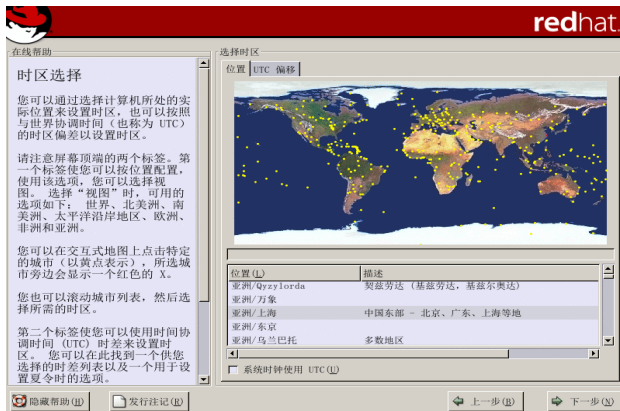 redhat.
在线帮助
时区选择
您可以通过选择计算机所处的实
际位置来设置时区，也可以按照
与世界协调时间（也称为 UTC）
的时区偏差以设置时区。
请注意屏幕顶端的两个标签。第
一个标签使您可以按位置配置，
使用该选项，您可以选择视
图。 选择“视图”时，可用的
选项如下： 世界、北美洲、南
美洲、太平洋沿岸地区、欧洲、
非洲和亚洲。
您可以在交互式地图上点击特定
的城市（以黄点表示），所选城
市旁边会显示一个红色的 X。
您也可以滚动城市列表，然后选
择所需的时区。
第二个标签使您可以使用时间协
调时间 (UTC) 时差来设置时
区。 您可以在此找到一个供您
选择的时差列表以及一个用于设
置夏令时的选项。
选择时区
位置 UTC 偏移
位置(L) 描述
亚洲/Qyzylorda 契兹劳达 (基兹劳达，基兹尔奥达)
亚洲/万象
亚洲/上海 中国东部 - 北京、广东、上海等地
亚洲/东京
亚洲/乌兰巴托 多数地区
系统时钟使用 UTC(U)
隐藏帮助(H) 发行注记(R) 上一步(B) 下一步(N)